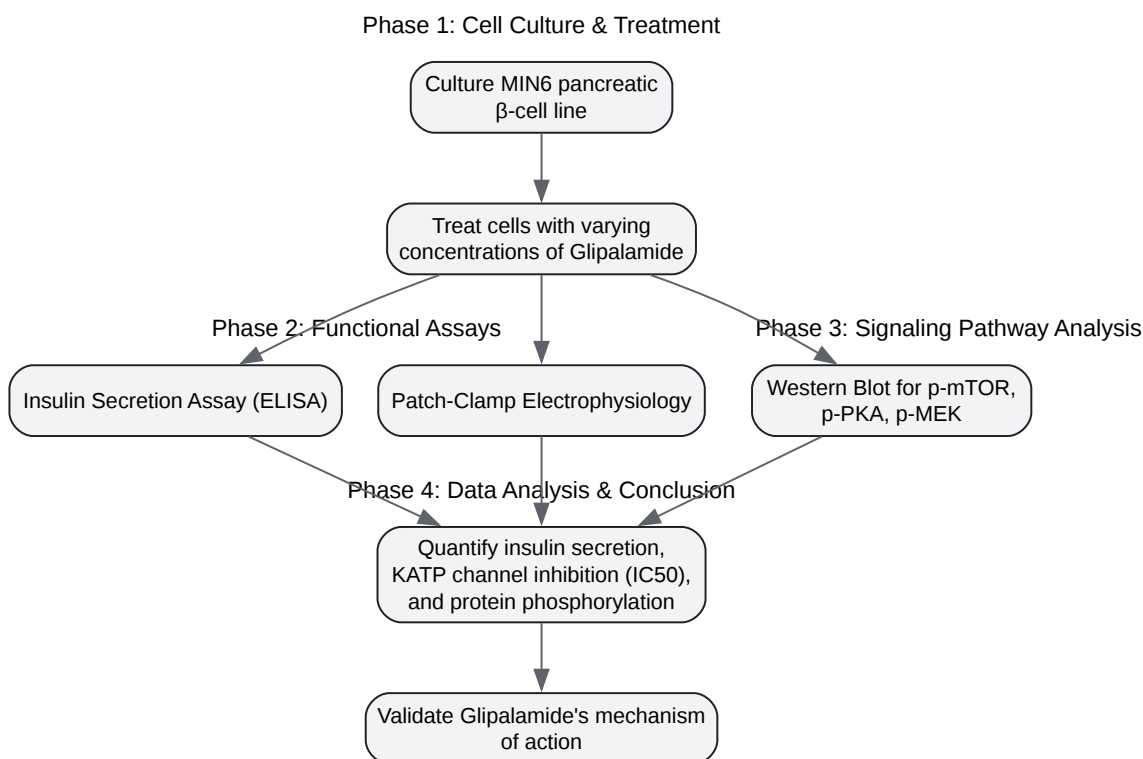 Phase 1: Cell Culture & Treatment
Culture MIN6 pancreatic
β-cell line
Treat cells with varying
concentrations of Glipalamide
Phase 2: Functional Assays
Phase 3: Signaling Pathway Analysis
Insulin Secretion Assay (ELISA)
Patch-Clamp Electrophysiology
Western Blot for p-mTOR,
p-PKA, p-MEK
Phase 4: Data Analysis & Conclusion
Quantify insulin secretion,
KATP channel inhibition (IC50),
and protein phosphorylation
Validate Glipalamide's mechanism
of action